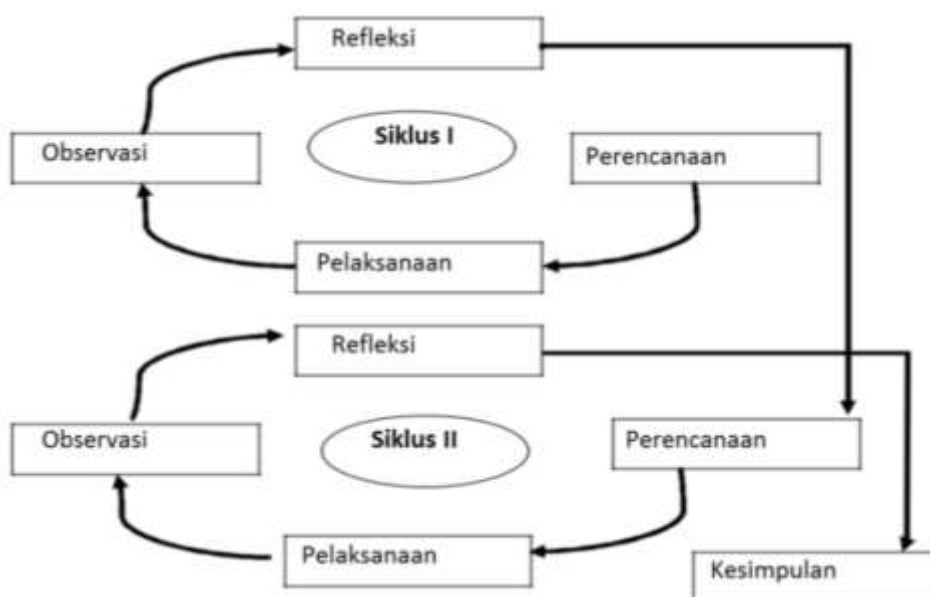 Refleksi
Siklus I
Observasi
Perencanaan
Pelaksanaan
Refleksi
Siklus II
Observasi
Perencanaan
Pelaksanaan
Kesimpulan